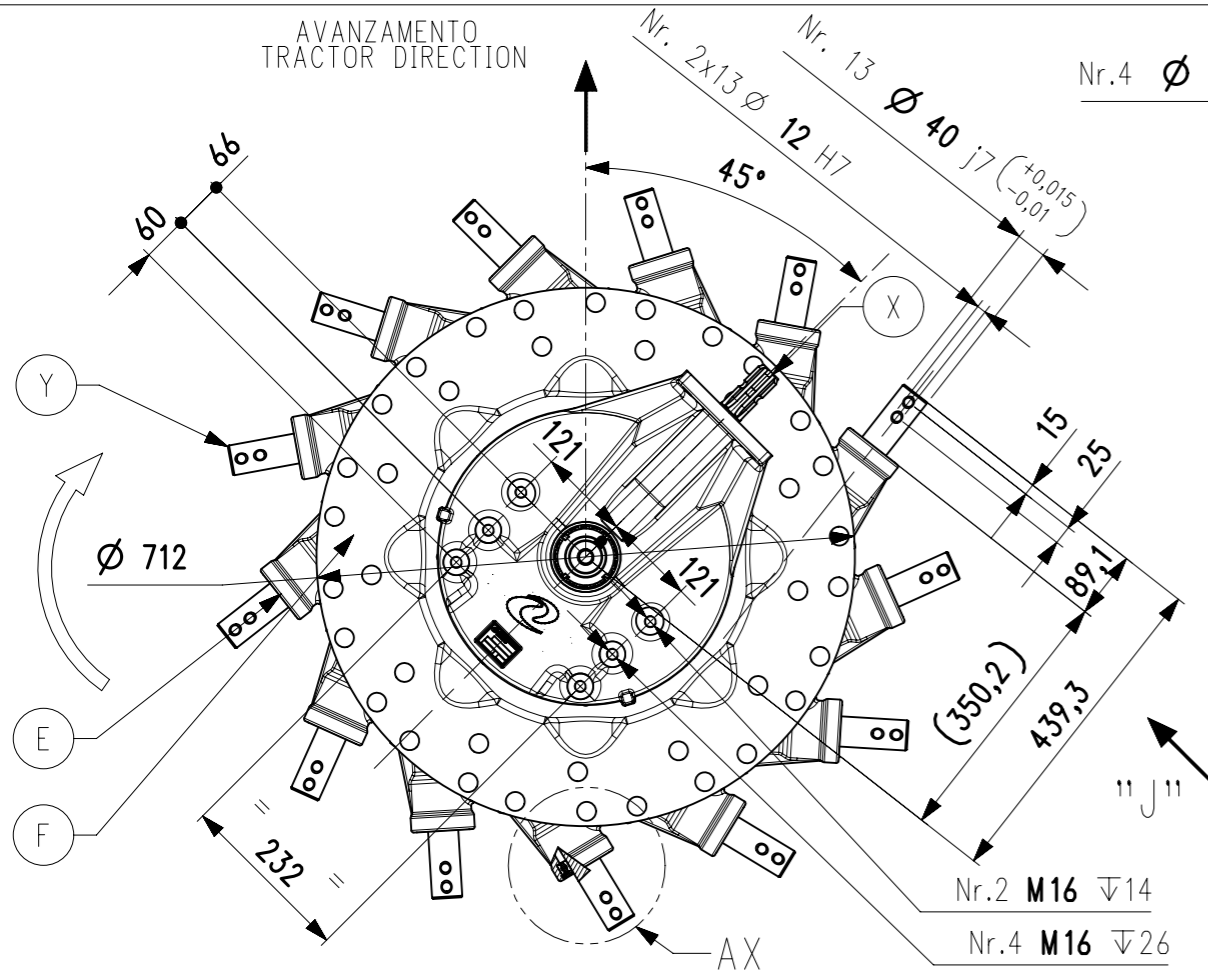 AVANZAMENTO
TRACTOR DIRECTION
Nr. 2x13 Ø 12 H7
Nr. 13 Ø 40 j7 (+0,015 -0,01)
Nr.4 Ø
66
60
45°
X
Y
121
15
25
Ø 712
121
89,1
(350,2)
439,3
E
"J"
F
= 232 =
Nr.2 M16 ↧14
Nr.4 M16 ↧26
AX